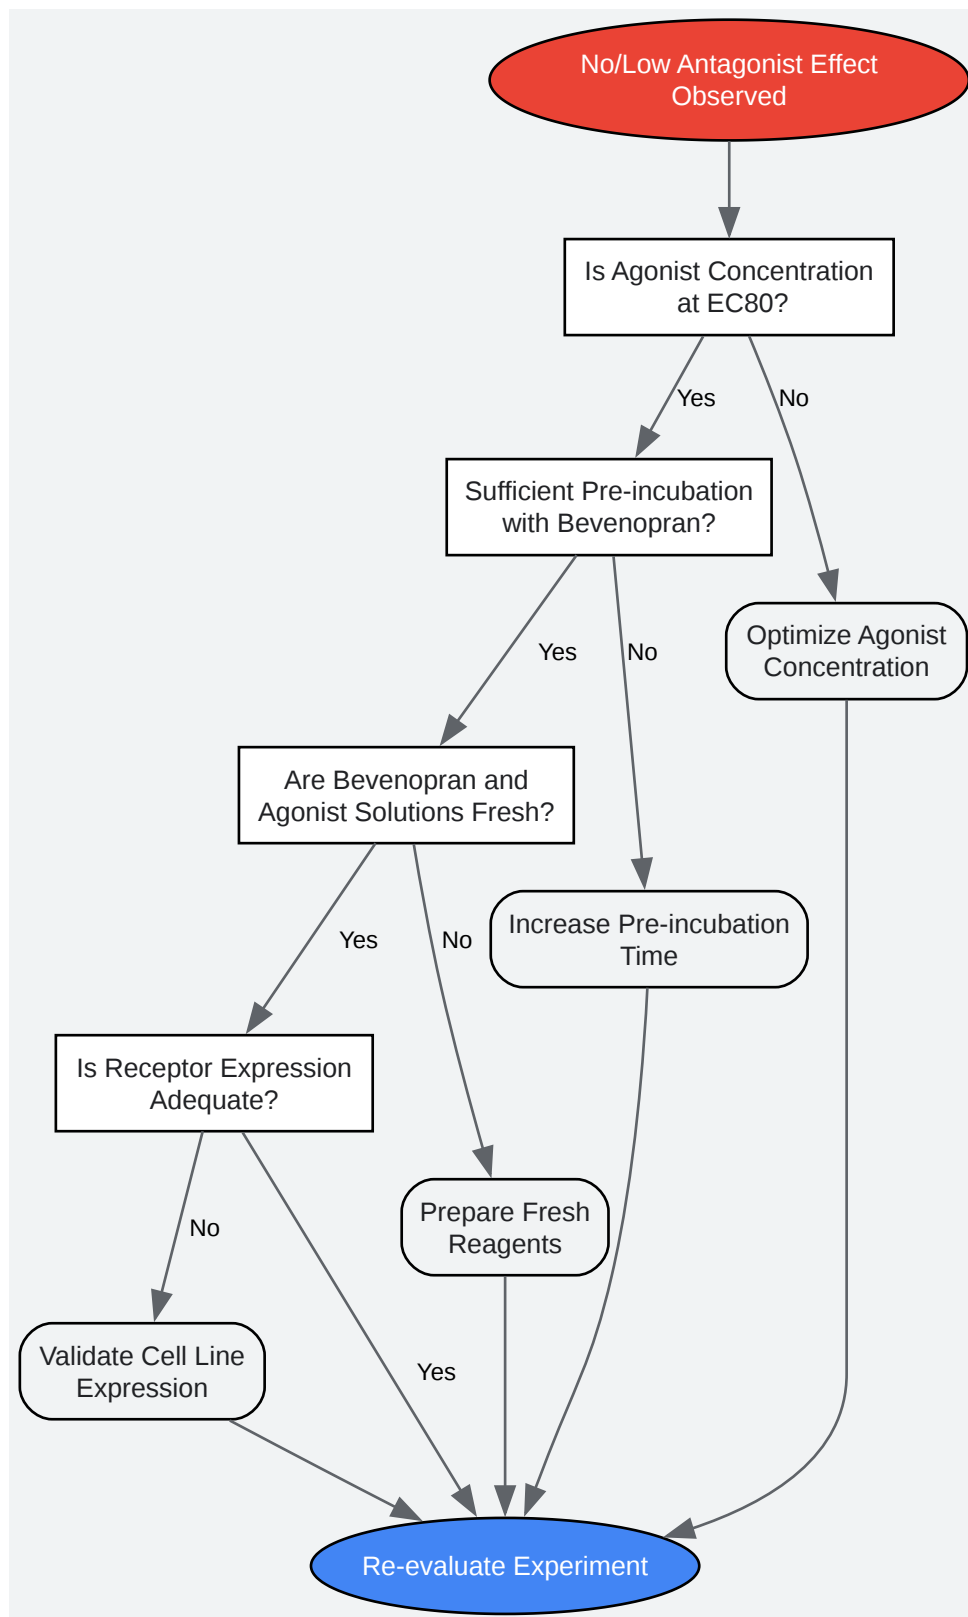 No/Low Antagonist Effect
Observed
Is Agonist Concentration
at EC80?
Yes
No
Sufficient Pre-incubation
with Bevenopran?
Optimize Agonist
Concentration
Yes
No
Are Bevenopran and
Agonist Solutions Fresh?
Increase Pre-incubation
Time
Yes
No
Is Receptor Expression
Adequate?
Prepare Fresh
Reagents
No
Validate Cell Line
Expression
Yes
Re-evaluate Experiment